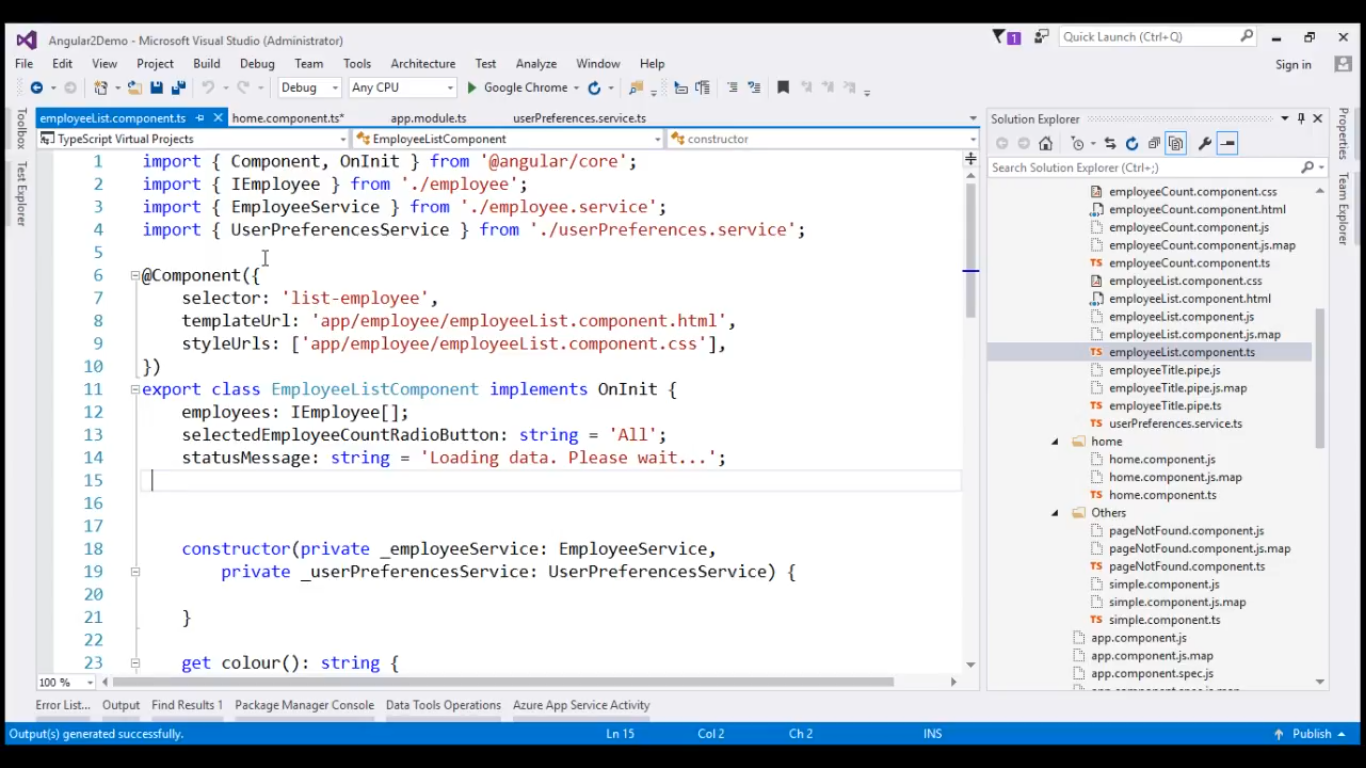 Angular2Demo - Microsoft Visual Studio (Administrator)
1
Quick Launch (Ctrl+Q)
File Edit View Project Build Debug Team Tools Architecture Test Analyze Window Help
Sign in
Debug Any CPU Google Chrome
employeeList.component.ts home.component.ts* app.module.ts userPreferences.service.ts
TypeScript Virtual Projects EmployeeListComponent constructor
Toolbox
Test Explorer
1 import { Component, OnInit } from '@angular/core';
2 import { IEmployee } from './employee';
3 import { EmployeeService } from './employee.service';
4 import { UserPreferencesService } from './userPreferences.service';
5
6 @Component({
7 selector: 'list-employee',
8 templateUrl: 'app/employee/employeeList.component.html',
9 styleUrls: ['app/employee/employeeList.component.css'],
10 })
11 export class EmployeeListComponent implements OnInit {
12 employees: IEmployee[];
13 selectedEmployeeCountRadioButton: string = 'All';
14 statusMessage: string = 'Loading data. Please wait...';
15
16
17
18 constructor(private _employeeService: EmployeeService,
19 private _userPreferencesService: UserPreferencesService) {
20
21 }
22
23 get colour(): string {
100 %
Solution Explorer
Search Solution Explorer (Ctrl+;)
employeeCount.component.css
employeeCount.component.html
employeeCount.component.js
employeeCount.component.js.map
TS employeeCount.component.ts
employeeList.component.css
employeeList.component.html
employeeList.component.js
employeeList.component.js.map
TS employeeList.component.ts
employeeTitle.pipe.js
employeeTitle.pipe.js.map
TS employeeTitle.pipe.ts
userPreferences.service.ts
home
home.component.js
home.component.js.map
TS home.component.ts
Others
pageNotFound.component.js
pageNotFound.component.js.map
TS pageNotFound.component.ts
simple.component.js
simple.component.js.map
TS simple.component.ts
app.component.js
app.component.js.map
app.component.spec.js
Properties
Team Explorer
Error List... Output Find Results 1 Package Manager Console Data Tools Operations Azure App Service Activity
Output(s) generated successfully. Ln 15 Col 2 Ch 2 INS Publish